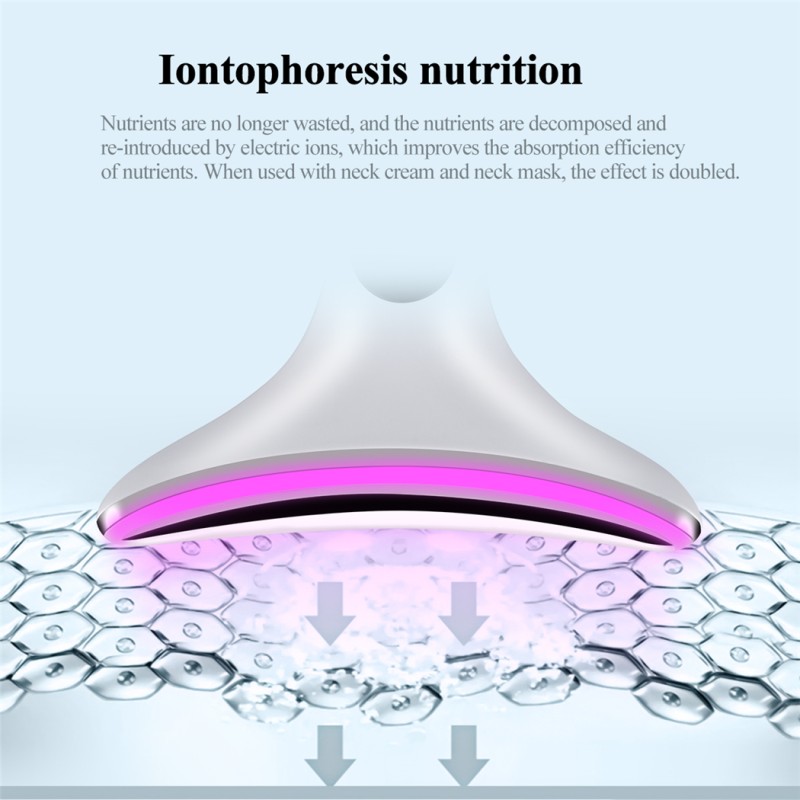 Iontophoresis nutrition
Nutrients are no longer wasted, and the nutrients are decomposed and
re-introduced by electric ions, which improves the absorption efficiency
of nutrients. When used with neck cream and neck mask, the effect is doubled.